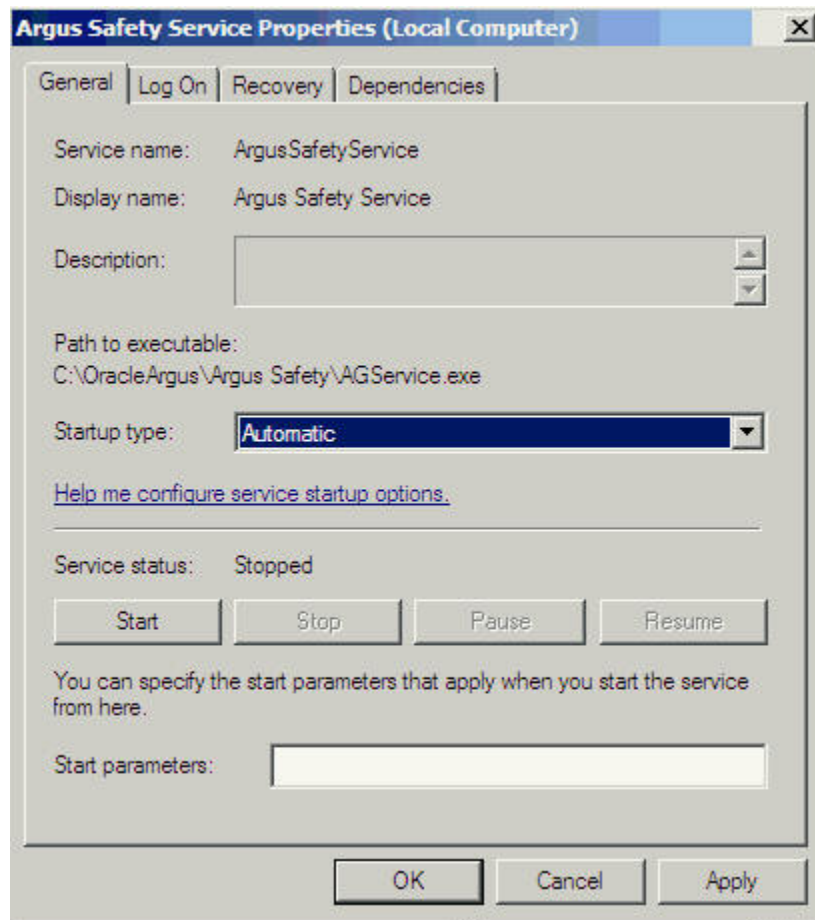 Argus Safety Service Properties (Local Computer)
General Log On Recovery Dependencies
Service name: ArgusSafetyService
Display name: Argus Safety Service
Description:
Path to executable:
C:\OracleArgus\Argus Safety\AGService.exe
Startup type: Automatic
Help me configure service startup options.
Service status: Stopped
Start Stop Pause Resume
You can specify the start parameters that apply when you start the service
from here.
Start parameters:
OK Cancel Apply